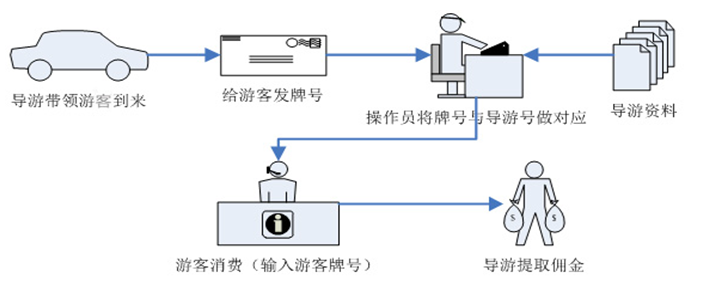 导游带领游客到米
给游客发牌号
操作员将牌号与导游号做对应
导游资料
i
$
$
游客消费（输入游客牌号）
导游提取佣金